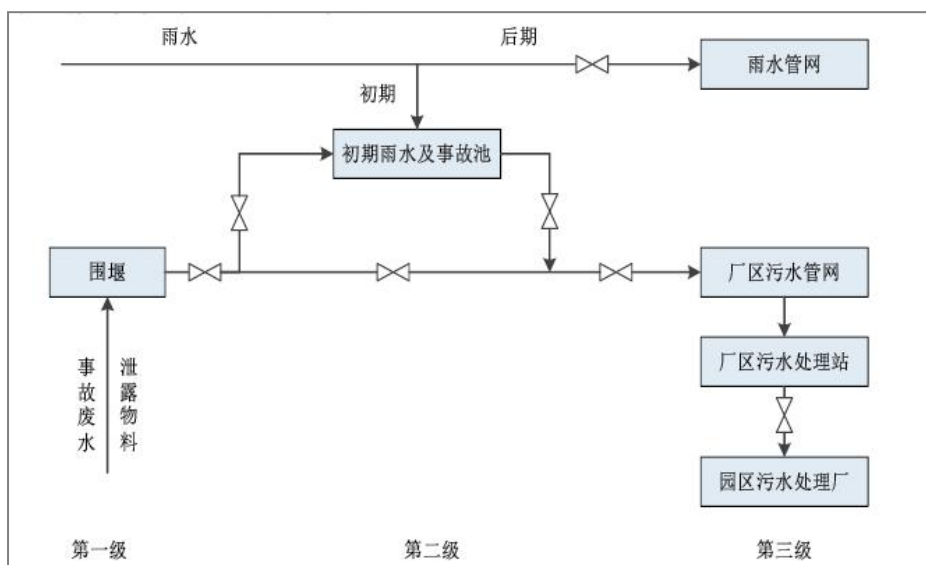 雨水
后期
雨水管网
初期
初期雨水及事故池
围堰
厂区污水管网
事故废水
泄露物料
厂区污水处理站
园区污水处理厂
第一级
第二级
第三级